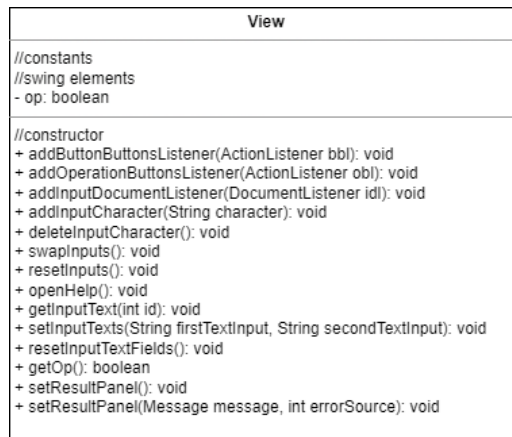 View
//constants
//swing elements
- op: boolean
//constructor
+ addButtonButtonsListener(ActionListener bbl): void
+ addOperationButtonsListener(ActionListener obl): void
+ addInputDocumentListener(DocumentListener idl): void
+ addInputCharacter(String character): void
+ deleteInputCharacter(): void
+ swapInputs(): void
+ resetInputs(): void
+ openHelp(): void
+ getInputText(int id): void
+ setInputTexts(String firstTextInput, String secondTextInput): void
+ resetInputTextFields(): void
+ getOp(): boolean
+ setResultPanel(): void
+ setResultPanel(Message message, int errorSource): void